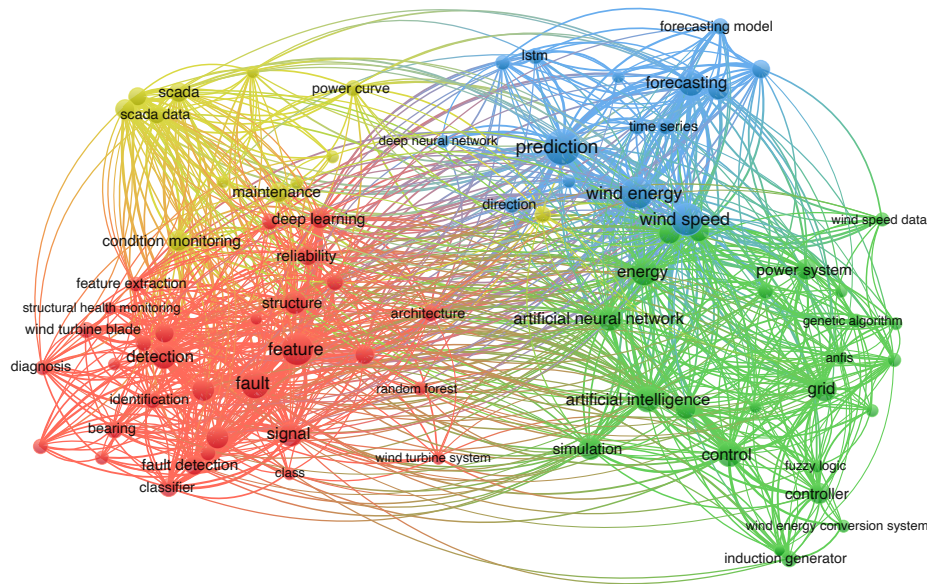 forecasting model
lstm
scada
power curve
forecasting
scada data
time series
deep neural network
prediction
maintenance
wind energy
direction
deep learning
wind speed
wind speed data
condition monitoring
reliability
energy
power system
feature extraction
structural health monitoring
structure
architecture
artificial neural network
genetic algorithm
wind turbine blade
detection
feature
anfis
diagnosis
fault
random forest
grid
identification
artificial intelligence
bearing
signal
simulation
control
fault detection
class
wind turbine system
fuzzy logic
classifier
controller
wind energy conversion system
induction generator